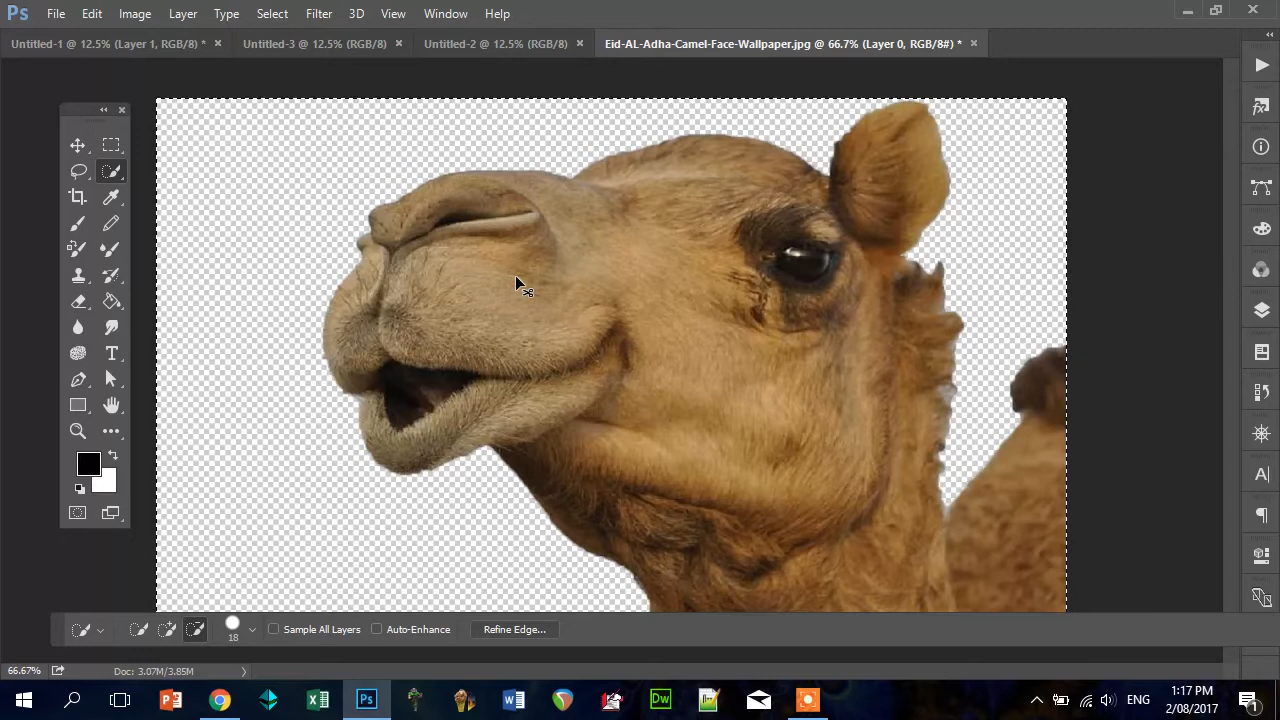 Ps File Edit Image Layer Type Select Filter 3D View Window Help
Untitled-1 @ 12.5% (Layer 1, RGB/8) * × Untitled-3 @ 12.5% (RGB/8) × Untitled-2 @ 12.5% (RGB/8) × Eid-AL-Adha-Camel-Face-Wallpaper.jpg @ 66.7% (Layer 0, RGB/8#) * ×
18 Sample All Layers Auto-Enhance Refine Edge...
66.67% Doc: 3.07M/3.85M
ENG 1:17 PM
2/08/2017